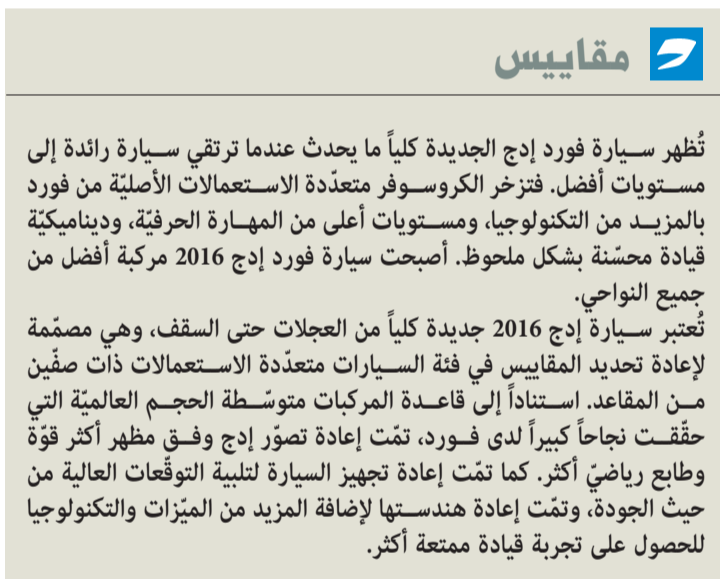 مقاييس
تُظهر سيارة فورد إدج الجديدة كلياً ما يحدث عندما ترتقي سيارة رائدة إلى
مستويات أفضل. فتزخر الكروسوفر متعدّدة الاستعمالات الأصليّة من فورد
بالمزيد من التكنولوجيا، ومستويات أعلى من المهارة الحرفيّة، وديناميكيّة
قيادة محسّنة بشكل ملحوظ. أصبحت سيارة فورد إدج 2016 مركبة أفضل من
جميع النواحي.
تُعتبر سيارة إدج 2016 جديدة كلياً من العجلات حتى السقف، وهي مصمّمة
لإعادة تحديد المقاييس في فئة السيارات متعدّدة الاستعمالات ذات صفّين
من المقاعد. استناداً إلى قاعدة المركبات متوسّطة الحجم العالميّة التي
حقّقت نجاحاً كبيراً لدى فورد، تمّت إعادة تصوّر إدج وفق مظهر أكثر قوّة
وطابع رياضيّ أكثر. كما تمّت إعادة تجهيز السيارة لتلبية التوقّعات العالية من
حيث الجودة، وتمّت إعادة هندستها لإضافة المزيد من الميّزات والتكنولوجيا
للحصول على تجربة قيادة ممتعة أكثر.